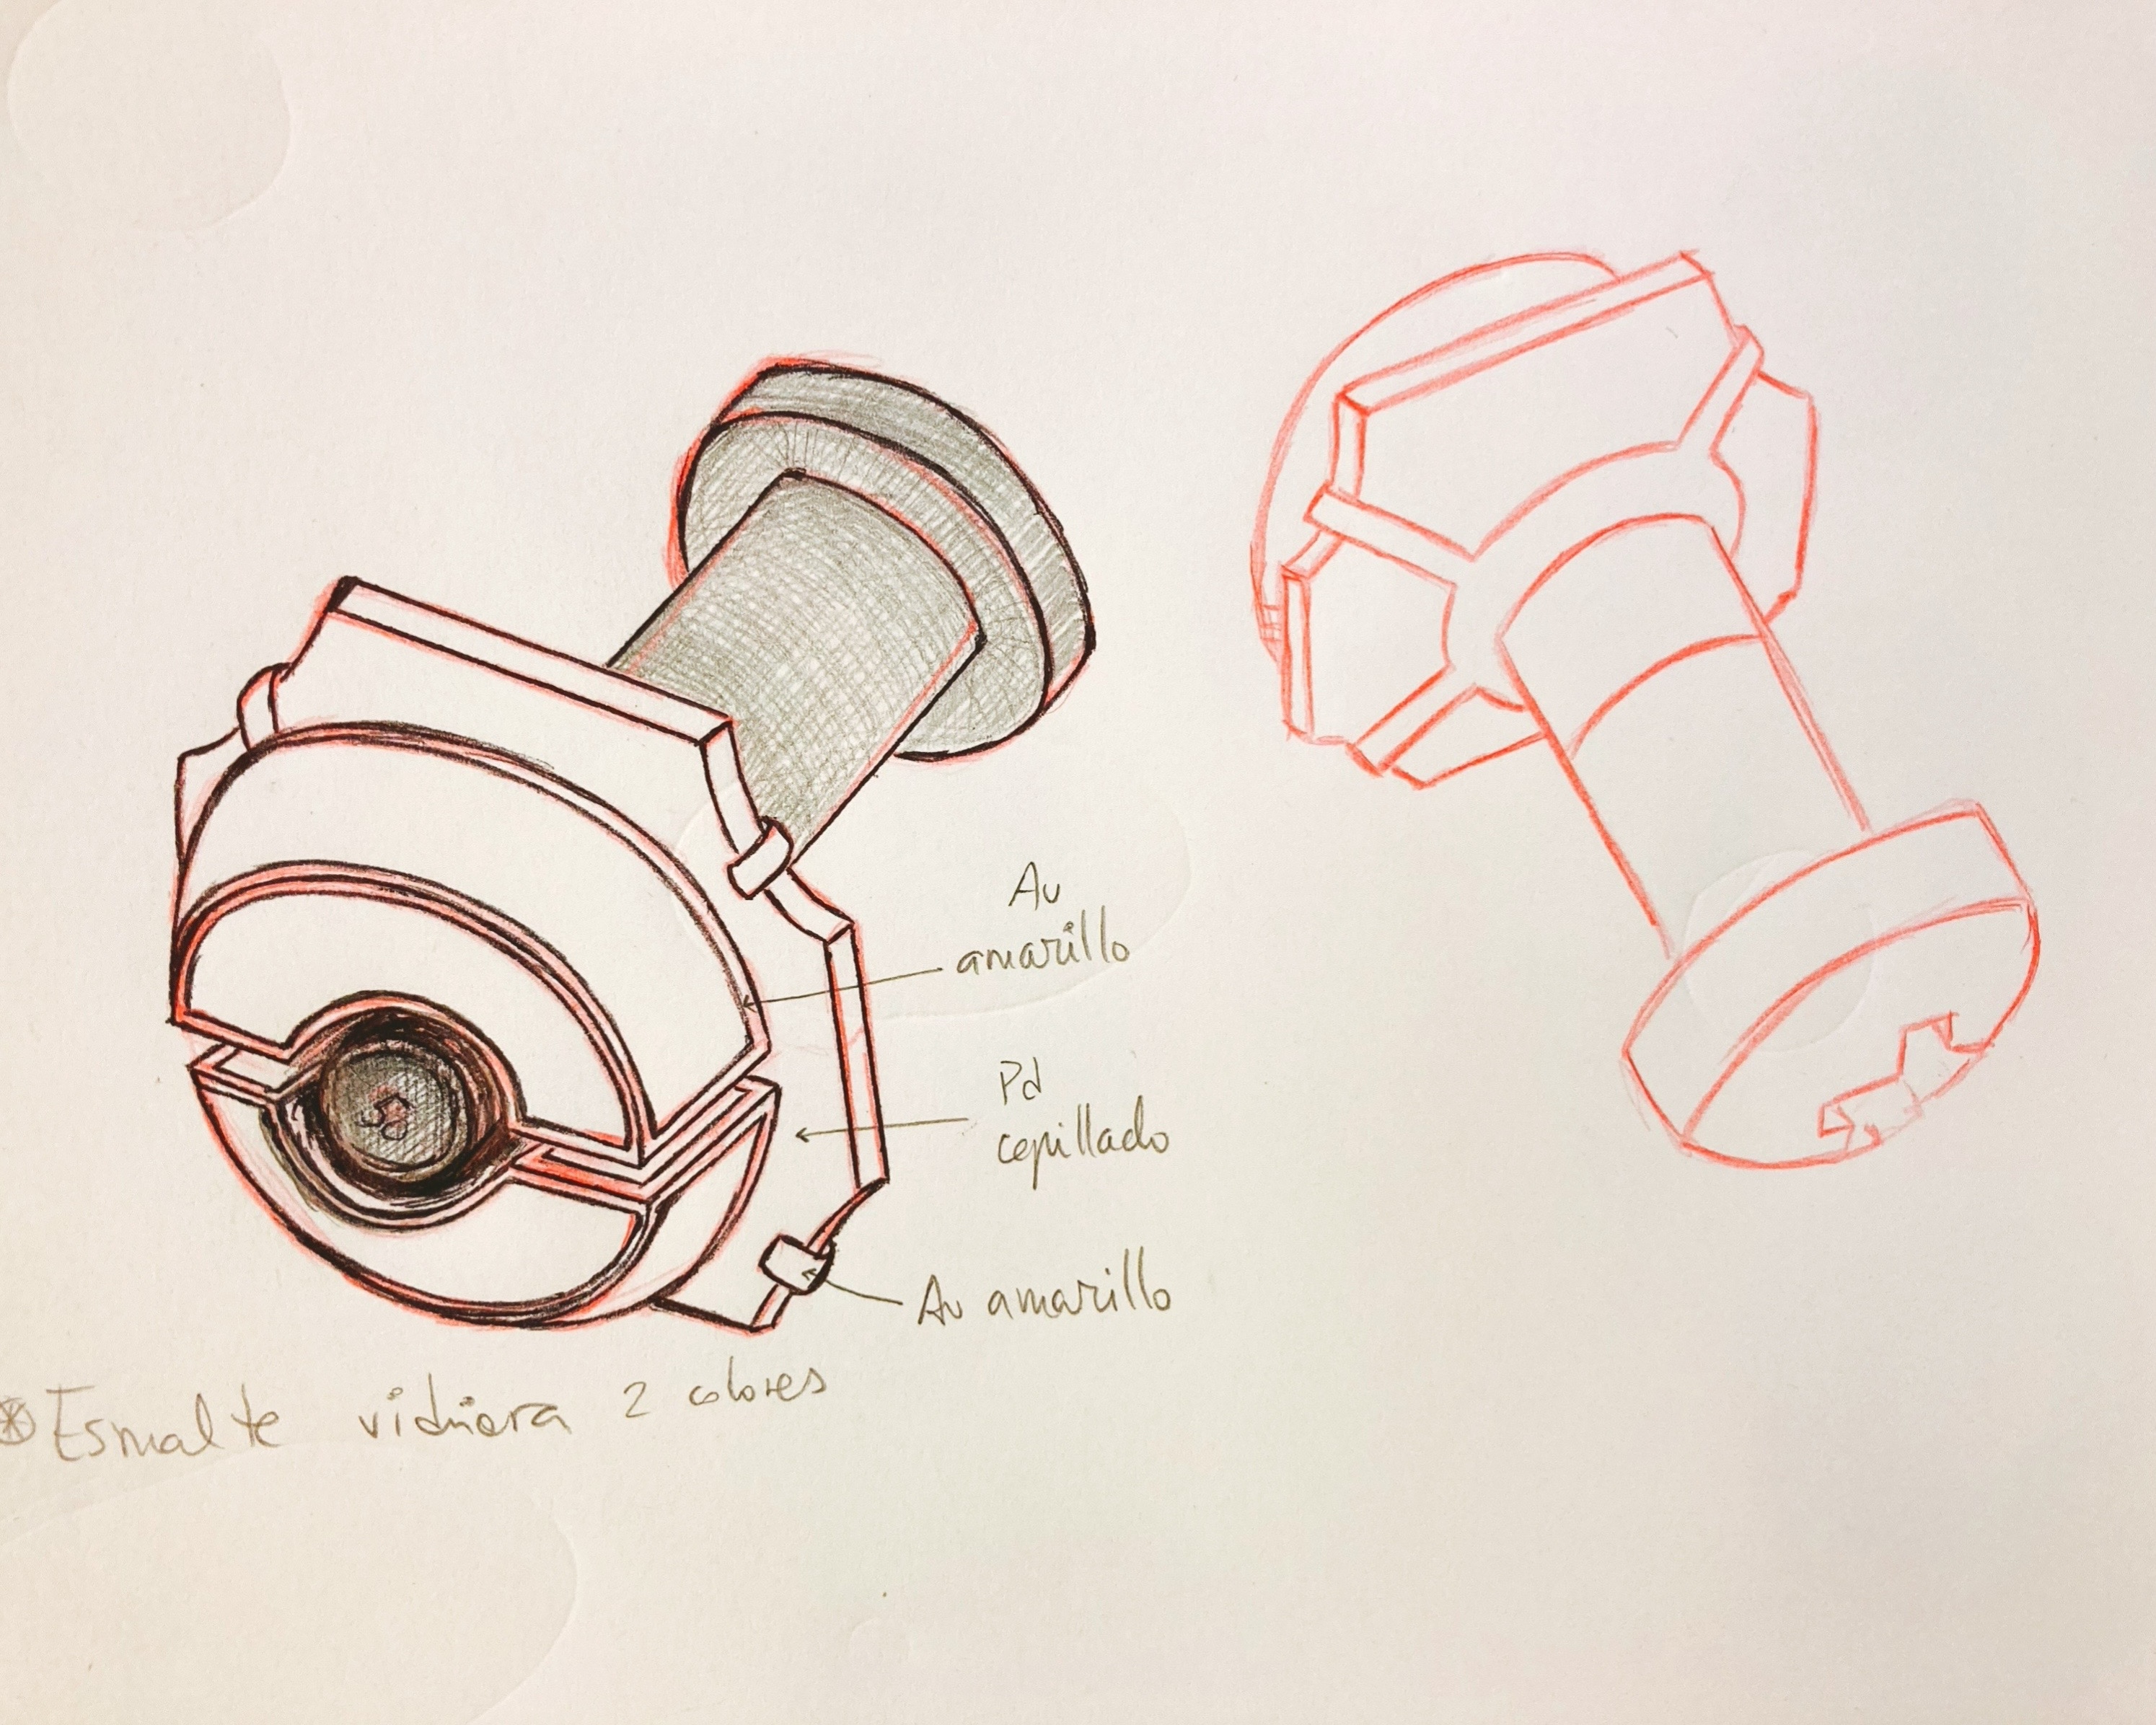 Au
amarillo
Pd
cepillado
Au amarillo
Esmalte vidriera 2 colores